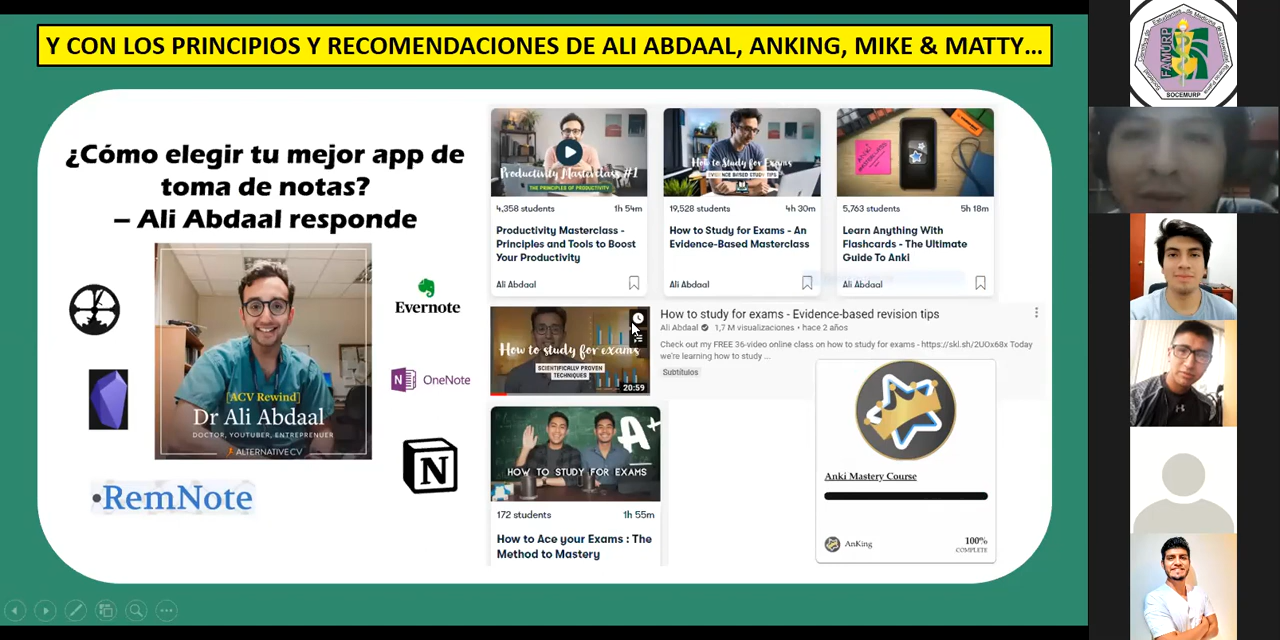 Y CON LOS PRINCIPIOS Y RECOMENDACIONES DE ALI ABDAAL, ANKING, MIKE & MATTY...
¿Cómo elegir tu mejor app de
toma de notas?
– Ali Abdaal responde
Evernote
N
OneNote
N
[ACV Rewind]
Dr Ali Abdaal
DOCTOR, YOUTUBER, ENTREPRENUER
ALTERNATIVECV
•RemNote
Productivity Masterclass #1
THE PRINCIPLES OF PRODUCTIVITY
4,358 students 1h 54m
Productivity Masterclass -
Principles and Tools to Boost
Your Productivity
Ali Abdaal
How to Study for Exams
EVIDENCE BASED STUDY TIPS
19,528 students 4h 30m
How to Study for Exams - An
Evidence-Based Masterclass
Ali Abdaal
5,763 students 5h 18m
Learn Anything With
Flashcards - The Ultimate
Guide To Anki
Ali Abdaal
How to study for exams
SCIENTIFICALLY PROVEN
TECHNIQUES
20:59
How to study for exams - Evidence-based revision tips
Ali Abdaal 1,7 M visualizaciones • hace 2 años
Check out my FREE 36-video online class on how to study for exams - https://skl.sh/2UOx68x Today
we're learning how to study ...
Subtítulos
A+
HOW TO STUDY FOR EXAMS
172 students 1h 55m
How to Ace your Exams : The
Method to Mastery
Anki Mastery Course
AnKing
100%
COMPLETE
FAMURP
SOCEMURP